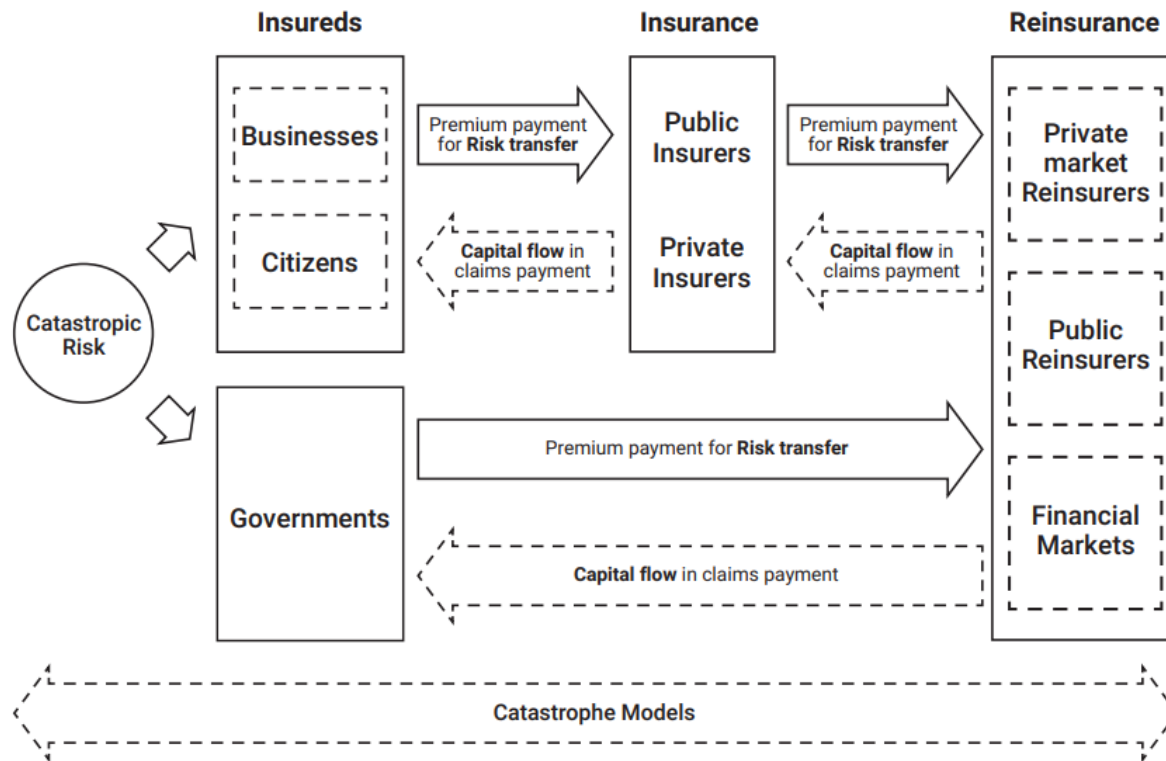 Insureds
Insurance
Reinsurance
Businesses
Citizens
Premium payment
for Risk transfer
Capital flow in
claims payment
Public
Insurers
Private
Insurers
Premium payment
for Risk transfer
Capital flow in
claims payment
Private
market
Reinsurers
Public
Reinsurers
Financial
Markets
Catastropic
Risk
Governments
Premium payment for Risk transfer
Capital flow in claims payment
Catastrophe Models